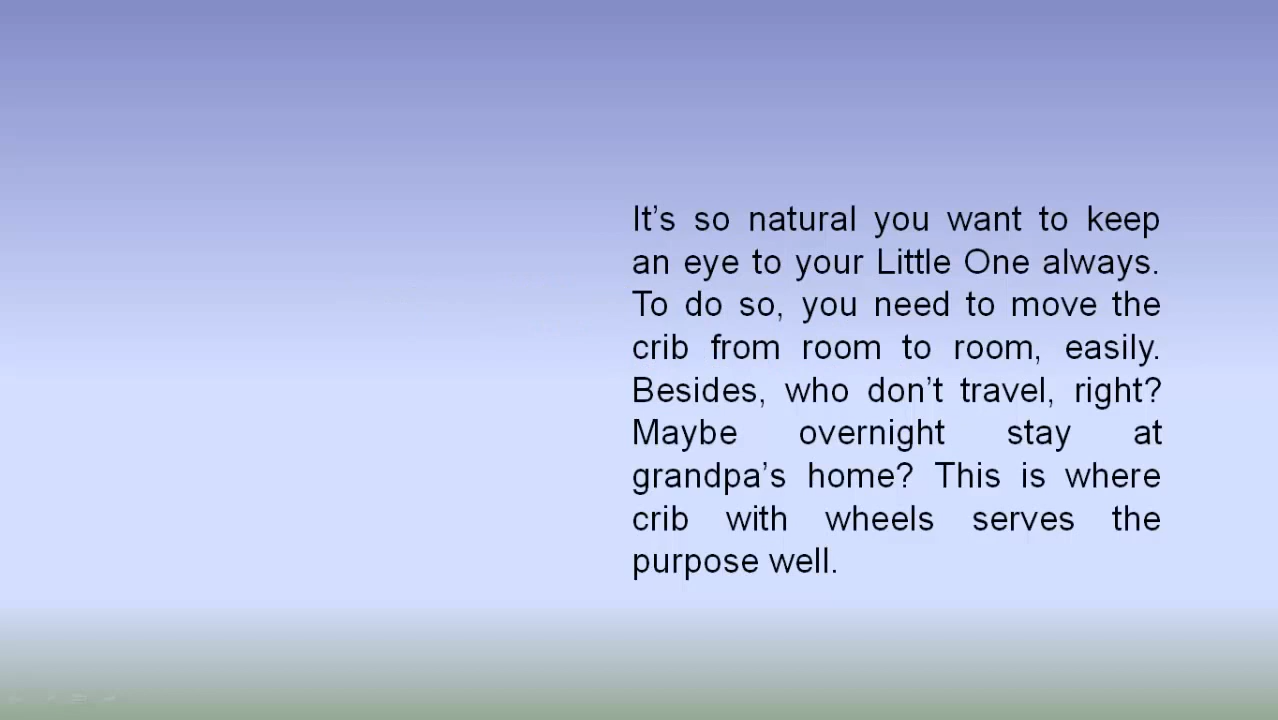 It’s so natural you want to keep
an eye to your Little One always.
To do so, you need to move the
crib from room to room, easily.
Besides, who don’t travel, right?
Maybe overnight stay at
grandpa’s home? This is where
crib with wheels serves the
purpose well.